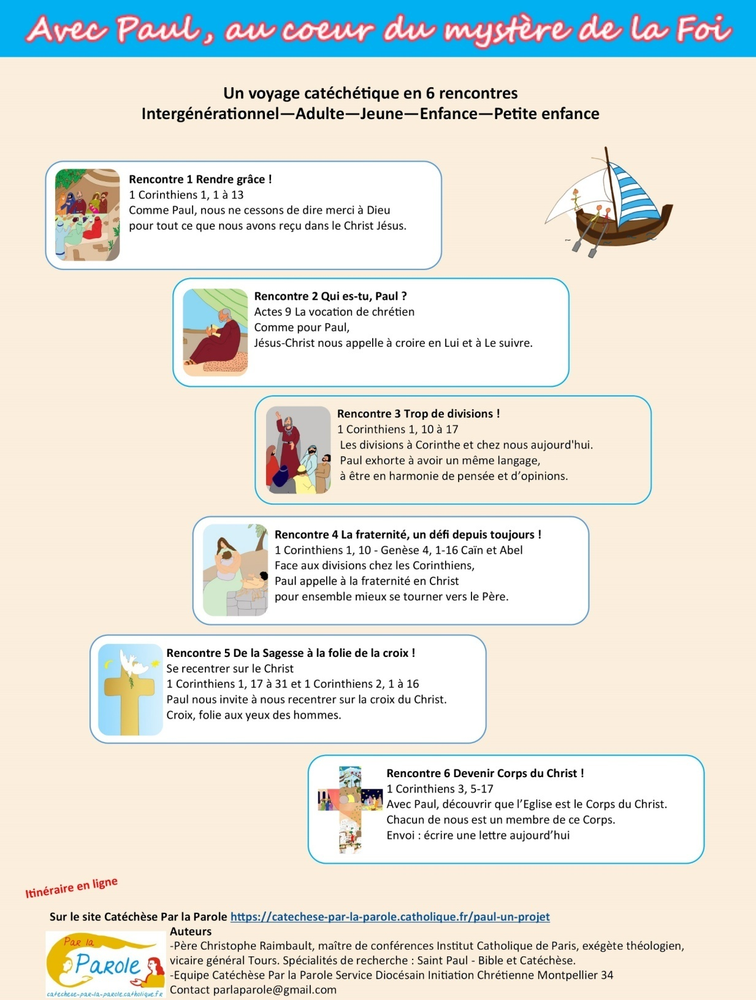 Avec Paul, au coeur du mystère de la Foi
Un voyage catéchétique en 6 rencontres
Intergénérationnel—Adulte—Jeune—Enfance—Petite enfance
Rencontre 1 Rendre grâce !
1 Corinthiens 1, 1 à 13
Comme Paul, nous ne cessons de dire merci à Dieu
pour tout ce que nous avons reçu dans le Christ Jésus.
Rencontre 2 Qui es-tu, Paul ?
Actes 9 La vocation de chrétien
Comme pour Paul,
Jésus-Christ nous appelle à croire en Lui et à Le suivre.
Rencontre 3 Trop de divisions !
1 Corinthiens 1, 10 à 17
Les divisions à Corinthe et chez nous aujourd'hui.
Paul exhorte à avoir un même langage,
à être en harmonie de pensée et d’opinions.
Rencontre 4 La fraternité, un défi depuis toujours !
1 Corinthiens 1, 10 - Genèse 4, 1-16 Caïn et Abel
Face aux divisions chez les Corinthiens,
Paul appelle à la fraternité en Christ
pour ensemble mieux se tourner vers le Père.
Rencontre 5 De la Sagesse à la folie de la croix !
Se recentrer sur le Christ
1 Corinthiens 1, 17 à 31 et 1 Corinthiens 2, 1 à 16
Paul nous invite à nous recentrer sur la croix du Christ.
Croix, folie aux yeux des hommes.
Rencontre 6 Devenir Corps du Christ !
1 Corinthiens 3, 5-17
Avec Paul, découvrir que l’Eglise est le Corps du Christ.
Chacun de nous est un membre de ce Corps.
Envoi : écrire une lettre aujourd’hui
Itinéraire en ligne
Sur le site Catéchèse Par la Parole https://catechese-par-la-parole.catholique.fr/paul-un-projet
Auteurs
-Père Christophe Raimbault, maître de conférences Institut Catholique de Paris, exégète théologien,
vicaire général Tours. Spécialités de recherche : Saint Paul - Bible et Catéchèse.
-Equipe Catéchèse Par la Parole Service Diocésain Initiation Chrétienne Montpellier 34
Contact parlaparole@gmail.com
Par la
Parole
catechese-par-la-parole.catholique.fr